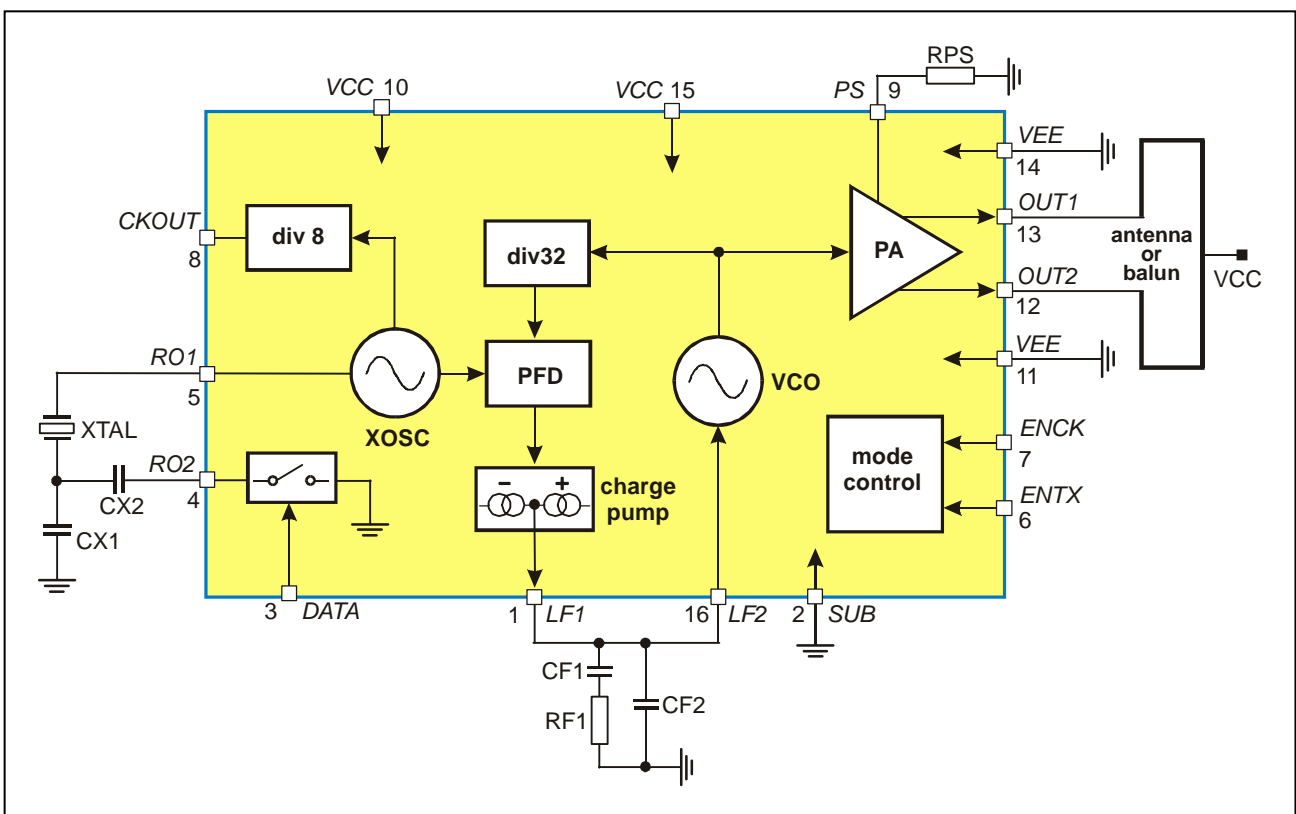 RPS
VCC 10
VCC 15
PS
9
VEE
14
CKOUT
8
div 8
div32
PA
OUT1
13
antenna
or
balun
VCC
OUT2
12
RO1
5
PFD
VCO
VEE
11
XTAL
XOSC
RO2
4
CX2
CX1
- +
charge
pump
mode
control
ENCK
7
ENTX
6
3 DATA
1 LF1
16 LF2
2 SUB
CF1
RF1
CF2